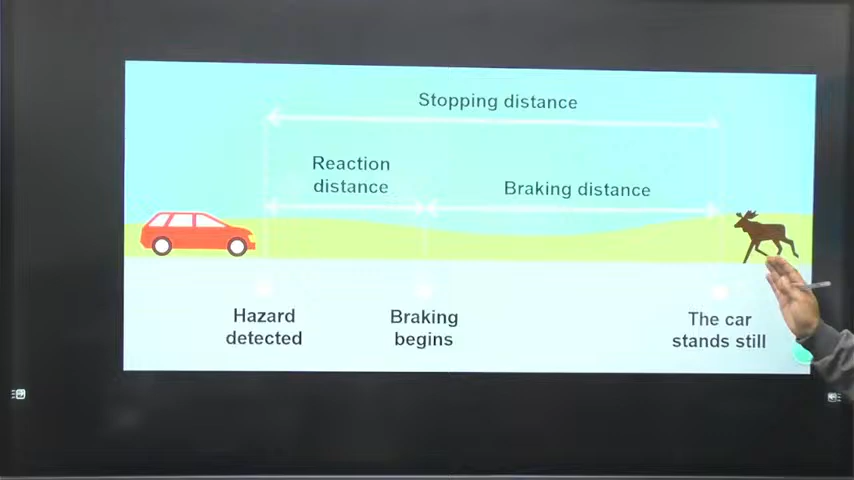 Stopping distance
Reaction
distance
Braking distance
Hazard
detected
Braking
begins
The car
stands still